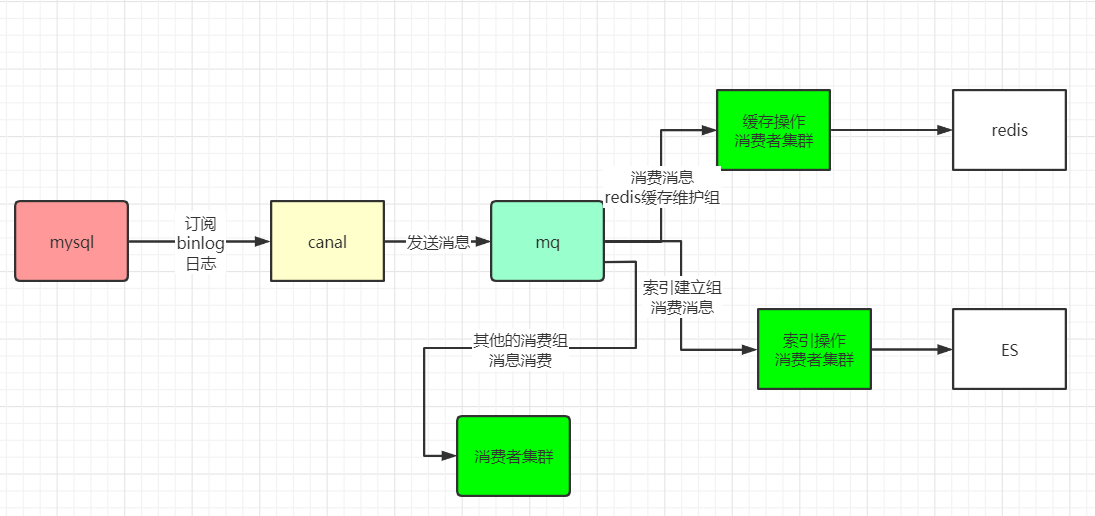 mysql
订阅
binlog
日志
canal
发送消息
mq
消费消息
redis缓存维护组
缓存操作
消费者集群
redis
索引建立组
消费消息
索引操作
消费者集群
ES
其他的消费组
消息消费
消费者集群